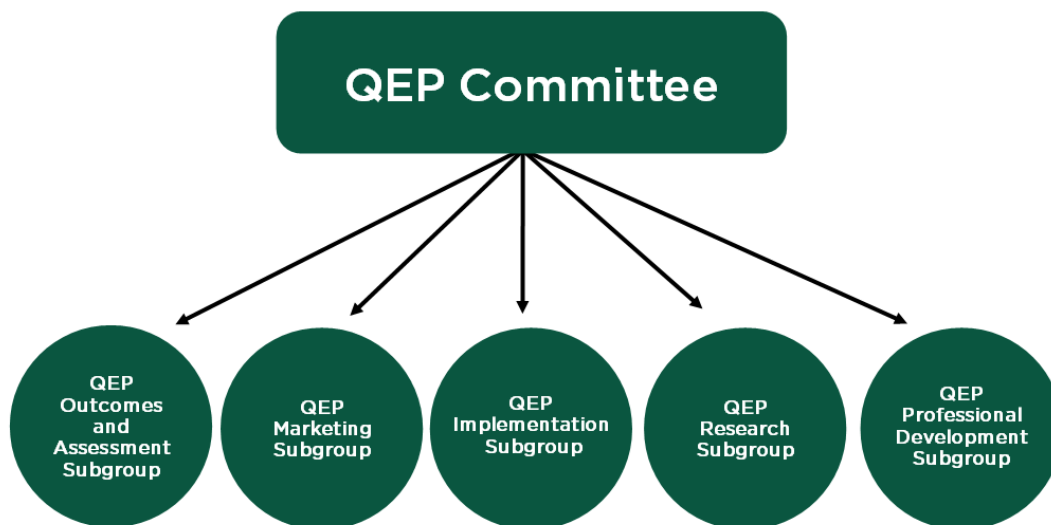 QEP Committee
QEP
Outcomes
and
Assessment
Subgroup
QEP
Marketing
Subgroup
QEP
Implementation
Subgroup
QEP
Research
Subgroup
QEP
Professional
Development
Subgroup